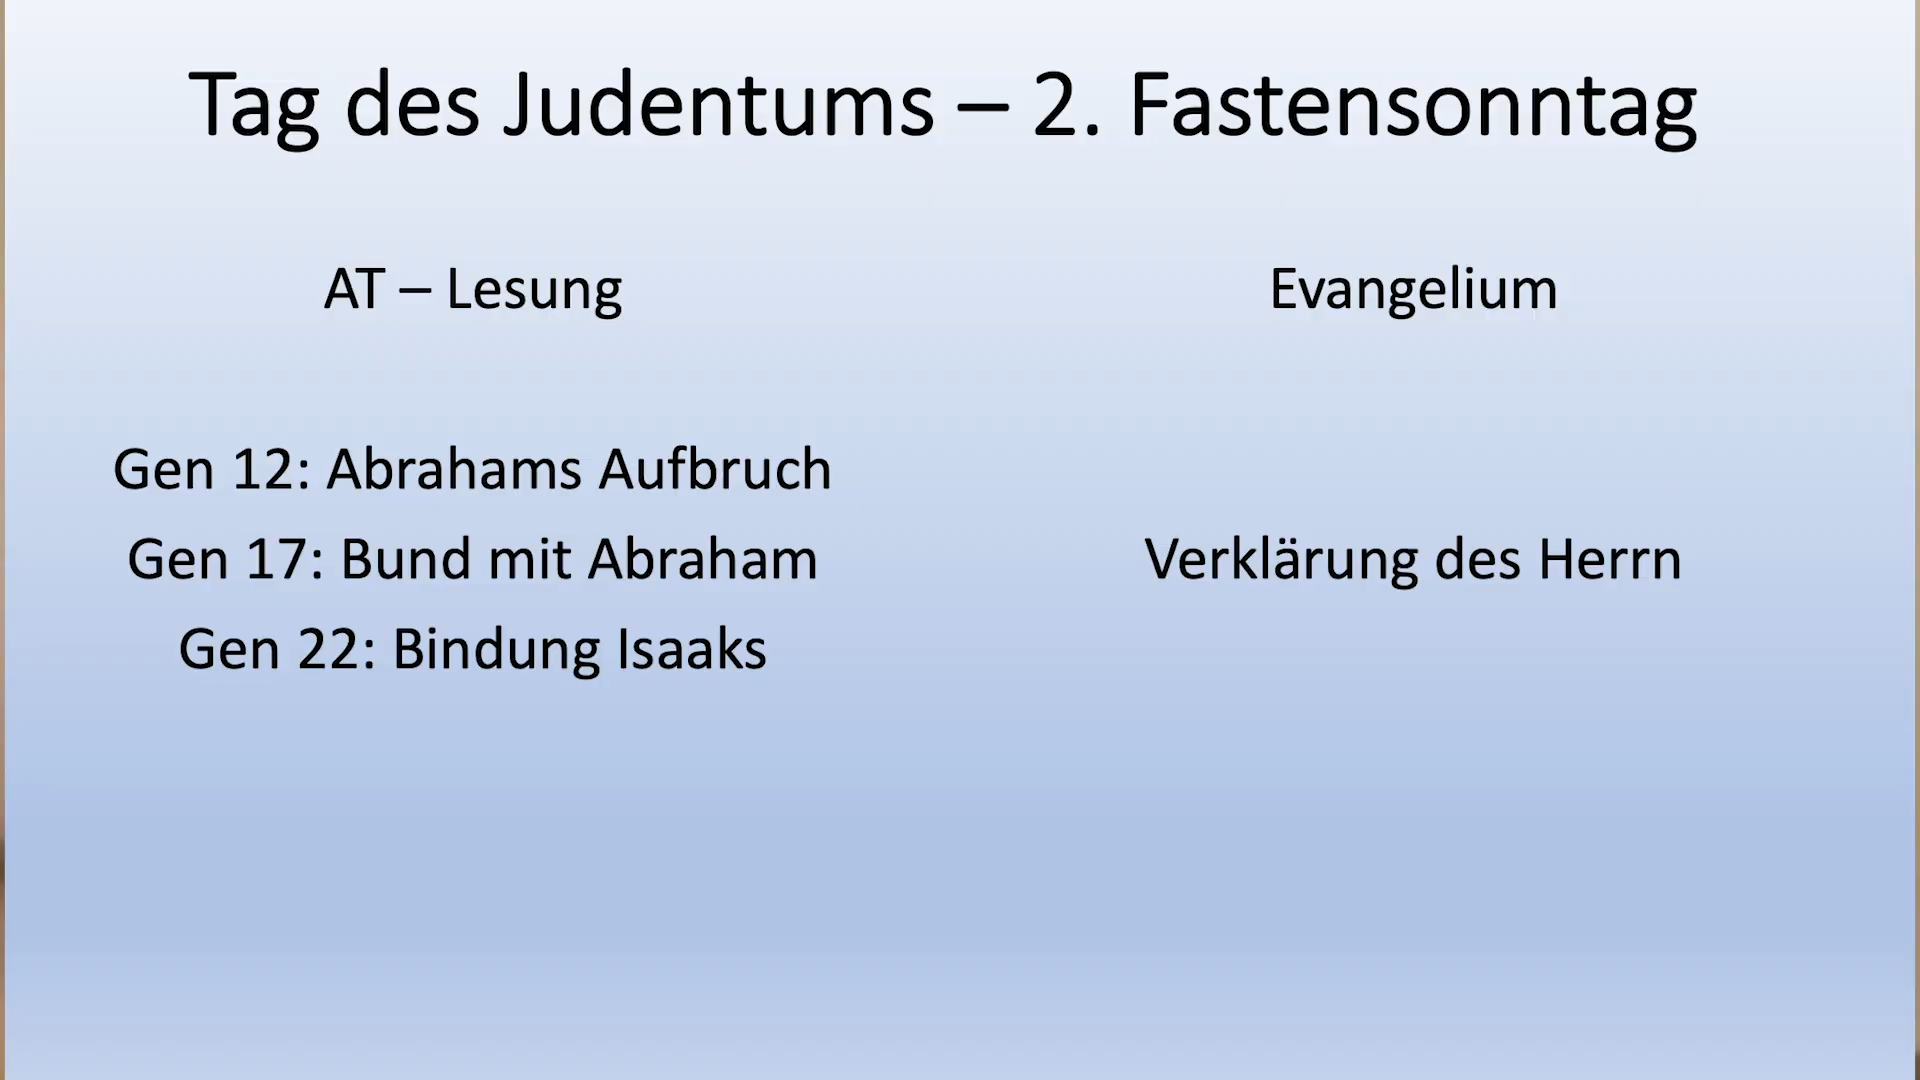 Tag des Judentums – 2. Fastensonntag
AT – Lesung
Evangelium
Gen 12: Abrahams Aufbruch
Gen 17: Bund mit Abraham
Gen 22: Bindung Isaaks
Verklärung des Herrn